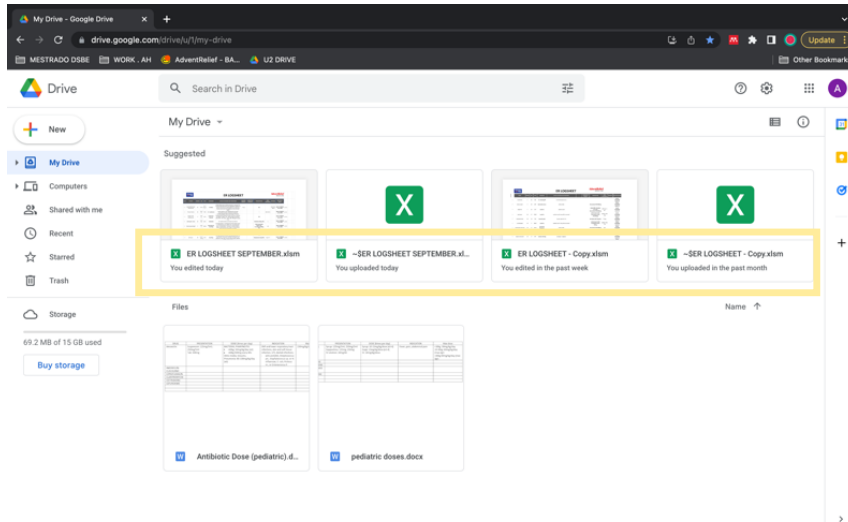 My Drive - Google Drive
drive.google.com/drive/u/1/my-drive
Update
MESTRADO DSBE WORK . AH AdventRelief - BA... U2 DRIVE Other Bookmark
Drive
Search in Drive
A
New
My Drive
My Drive
Computers
Shared with me
Recent
Starred
Trash
Storage
69.2 MB of 15 GB used
Buy storage
Suggested
ER LOGSHEET
X
ER LOGSHEET
X
X ER LOGSHEET SEPTEMBER.xlsm
You edited today
X ~$ER LOGSHEET SEPTEMBER.xl...
You uploaded today
X ER LOGSHEET - Copy.xlsm
You edited in the past week
X ~$ER LOGSHEET - Copy.xlsm
You uploaded in the past month
Files
Name
W Antibiotic Dose (pediatric).d...
W pediatric doses.docx